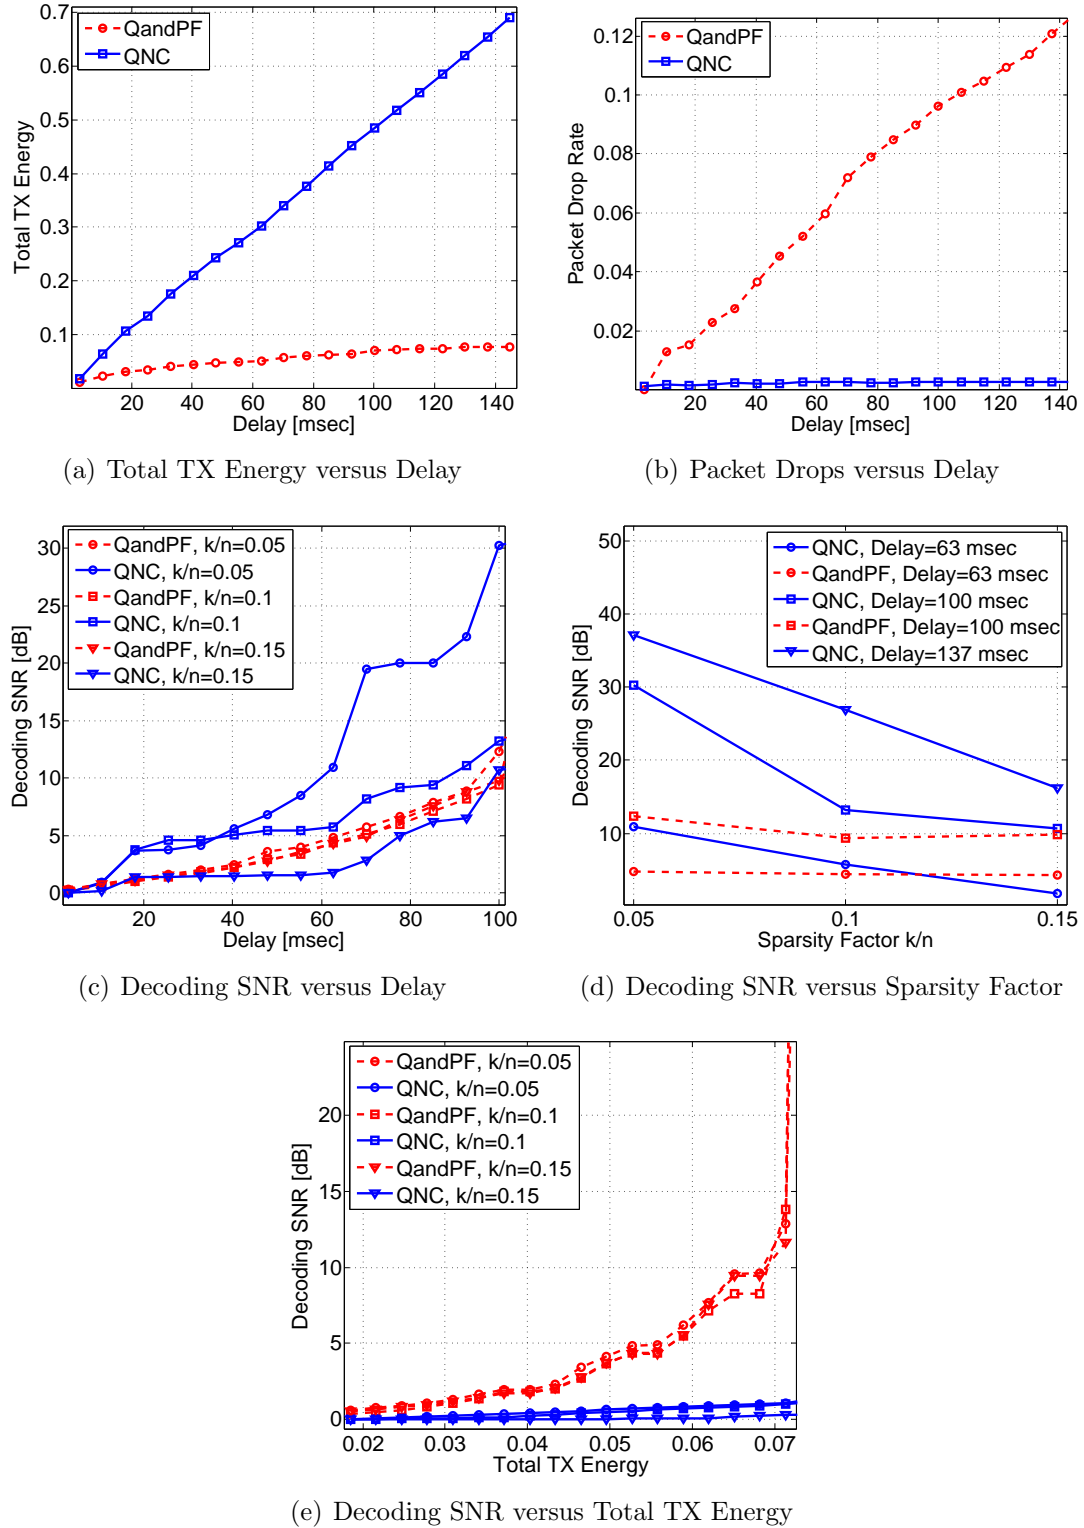 0.7
0.6
0.5
0.4
0.3
0.2
0.1
Total TX Energy
QandPF
QNC
20 40 60 80 100 120 140
Delay [msec]
(a) Total TX Energy versus Delay
0.12
0.1
0.08
0.06
0.04
0.02
Packet Drop Rate
QandPF
QNC
20 40 60 80 100 120 140
Delay [msec]
(b) Packet Drops versus Delay
30
20
10
5
0
Decoding SNR [dB]
QandPF, k/n=0.05
QNC, k/n=0.05
QandPF, k/n=0.1
QNC, k/n=0.1
QandPF, k/n=0.15
QNC, k/n=0.15
20 40 60 80 100
Delay [msec]
(c) Decoding SNR versus Delay
50
40
30
20
10
Decoding SNR [dB]
QNC, Delay=63 msec
QandPF, Delay=63 msec
QNC, Delay=100 msec
QandPF, Delay=100 msec
QNC, Delay=137 msec
0.05 0.1 0.15
Sparsity Factor k/n
(d) Decoding SNR versus Sparsity Factor
20
15
10
5
0
Decoding SNR [dB]
QandPF, k/n=0.05
QNC, k/n=0.05
QandPF, k/n=0.1
QNC, k/n=0.1
QandPF, k/n=0.15
QNC, k/n=0.15
0.02 0.03 0.04 0.05 0.06 0.07
Total TX Energy
(e) Decoding SNR versus Total TX Energy